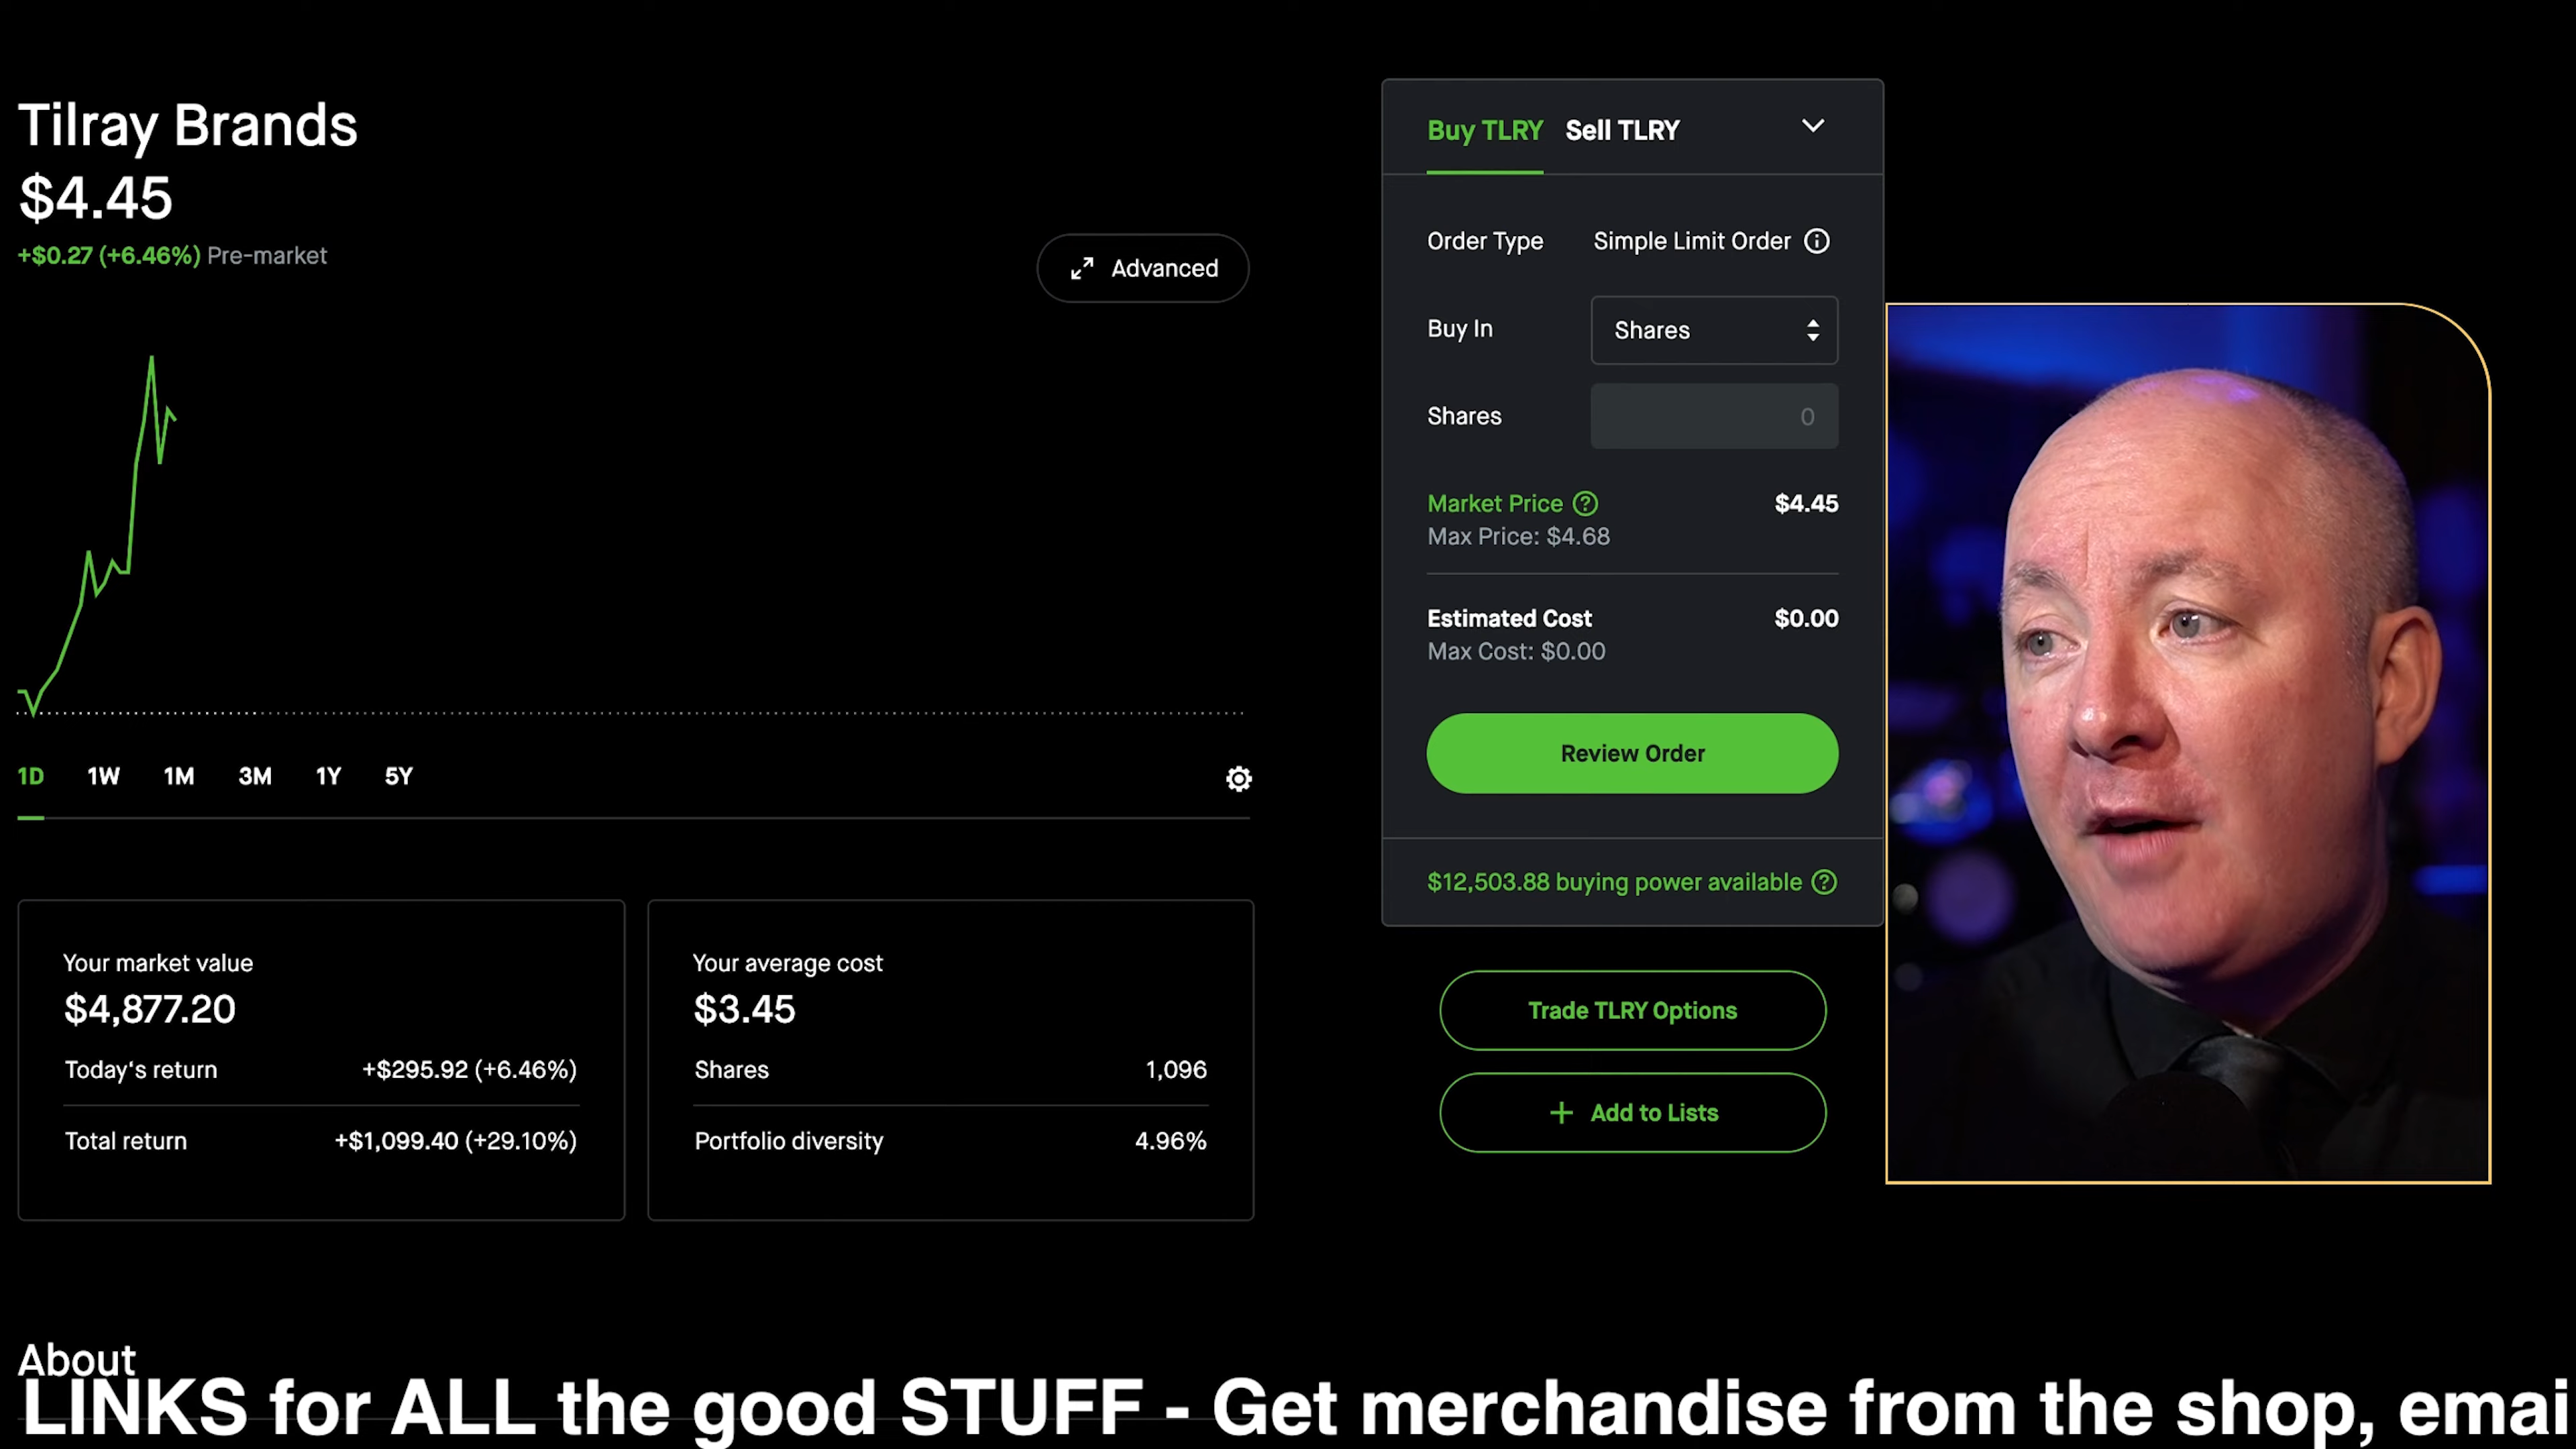 Tilray Brands
$4.45
+$0.27 (+6.46%) Pre-market
Advanced
1D 1W 1M 3M 1Y 5Y
Your market value
$4,877.20
Today's return +$295.92 (+6.46%)
Total return +$1,099.40 (+29.10%)
Your average cost
$3.45
Shares 1,096
Portfolio diversity 4.96%
Buy TLRY Sell TLRY
Order Type Simple Limit Order
Buy In Shares
Shares 0
Market Price $4.45
Max Price: $4.68
Estimated Cost $0.00
Max Cost: $0.00
Review Order
$12,503.88 buying power available
Trade TLRY Options
+ Add to Lists
About
LINKS for ALL the good STUFF - Get merchandise from the shop, emai